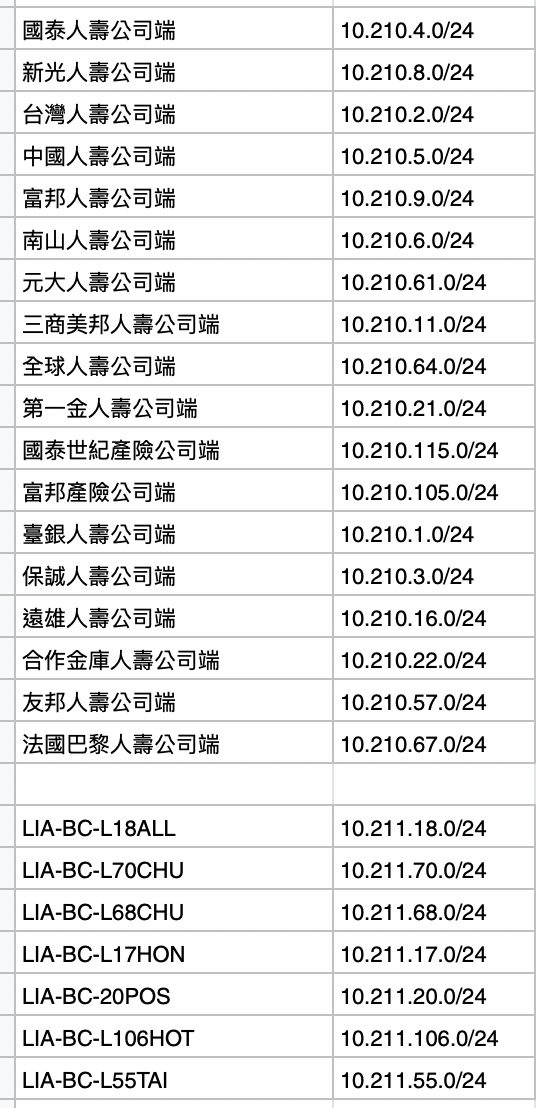 國泰人壽公司端 10.210.4.0/24
新光人壽公司端 10.210.8.0/24
台灣人壽公司端 10.210.2.0/24
中國人壽公司端 10.210.5.0/24
富邦人壽公司端 10.210.9.0/24
南山人壽公司端 10.210.6.0/24
元大人壽公司端 10.210.61.0/24
三商美邦人壽公司端 10.210.11.0/24
全球人壽公司端 10.210.64.0/24
第一金人壽公司端 10.210.21.0/24
國泰世紀產險公司端 10.210.115.0/24
富邦產險公司端 10.210.105.0/24
臺銀人壽公司端 10.210.1.0/24
保誠人壽公司端 10.210.3.0/24
遠雄人壽公司端 10.210.16.0/24
合作金庫人壽公司端 10.210.22.0/24
友邦人壽公司端 10.210.57.0/24
法國巴黎人壽公司端 10.210.67.0/24
LIA-BC-L18ALL 10.211.18.0/24
LIA-BC-L70CHU 10.211.70.0/24
LIA-BC-L68CHU 10.211.68.0/24
LIA-BC-L17HON 10.211.17.0/24
LIA-BC-20POS 10.211.20.0/24
LIA-BC-L106HOT 10.211.106.0/24
LIA-BC-L55TAI 10.211.55.0/24